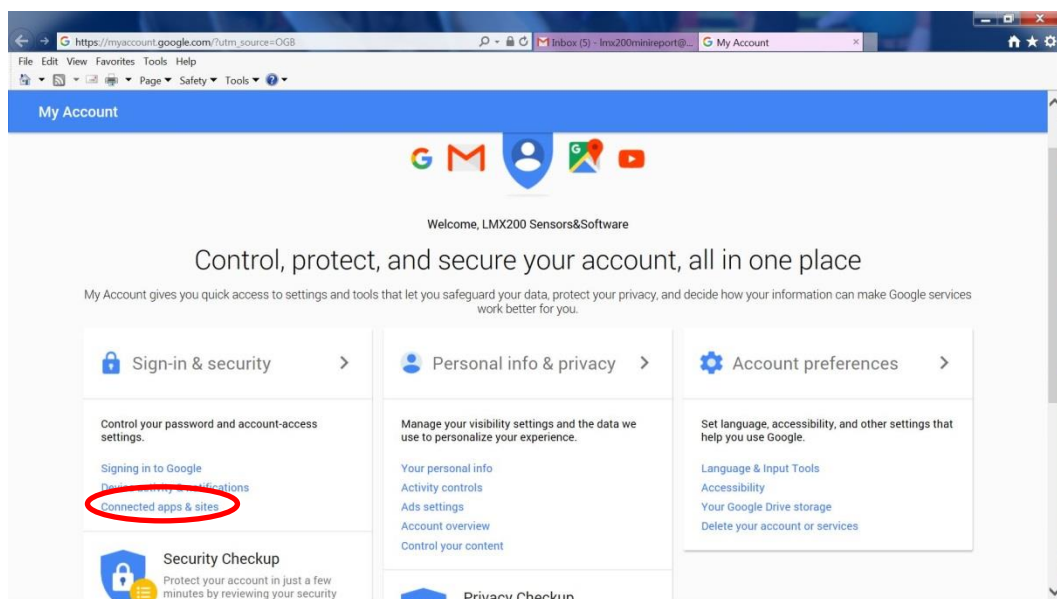 https://myaccount.google.com/?utm_source=OGB
Inbox (5) - lmx200minireport@...
My Account
File Edit View Favorites Tools Help
Page Safety Tools
My Account
Welcome, LMX200 Sensors&Software
Control, protect, and secure your account, all in one place
My Account gives you quick access to settings and tools that let you safeguard your data, protect your privacy, and decide how your information can make Google services
work better for you.
Sign-in & security
Control your password and account-access
settings.
Signing in to Google
Device activity & notifications
Connected apps & sites
Security Checkup
Protect your account in just a few
minutes by reviewing your security
Personal info & privacy
Manage your visibility settings and the data we
use to personalize your experience.
Your personal info
Activity controls
Ads settings
Account overview
Control your content
Privacy Checkup
Account preferences
Set language, accessibility, and other settings that
help you use Google.
Language & Input Tools
Accessibility
Your Google Drive storage
Delete your account or services